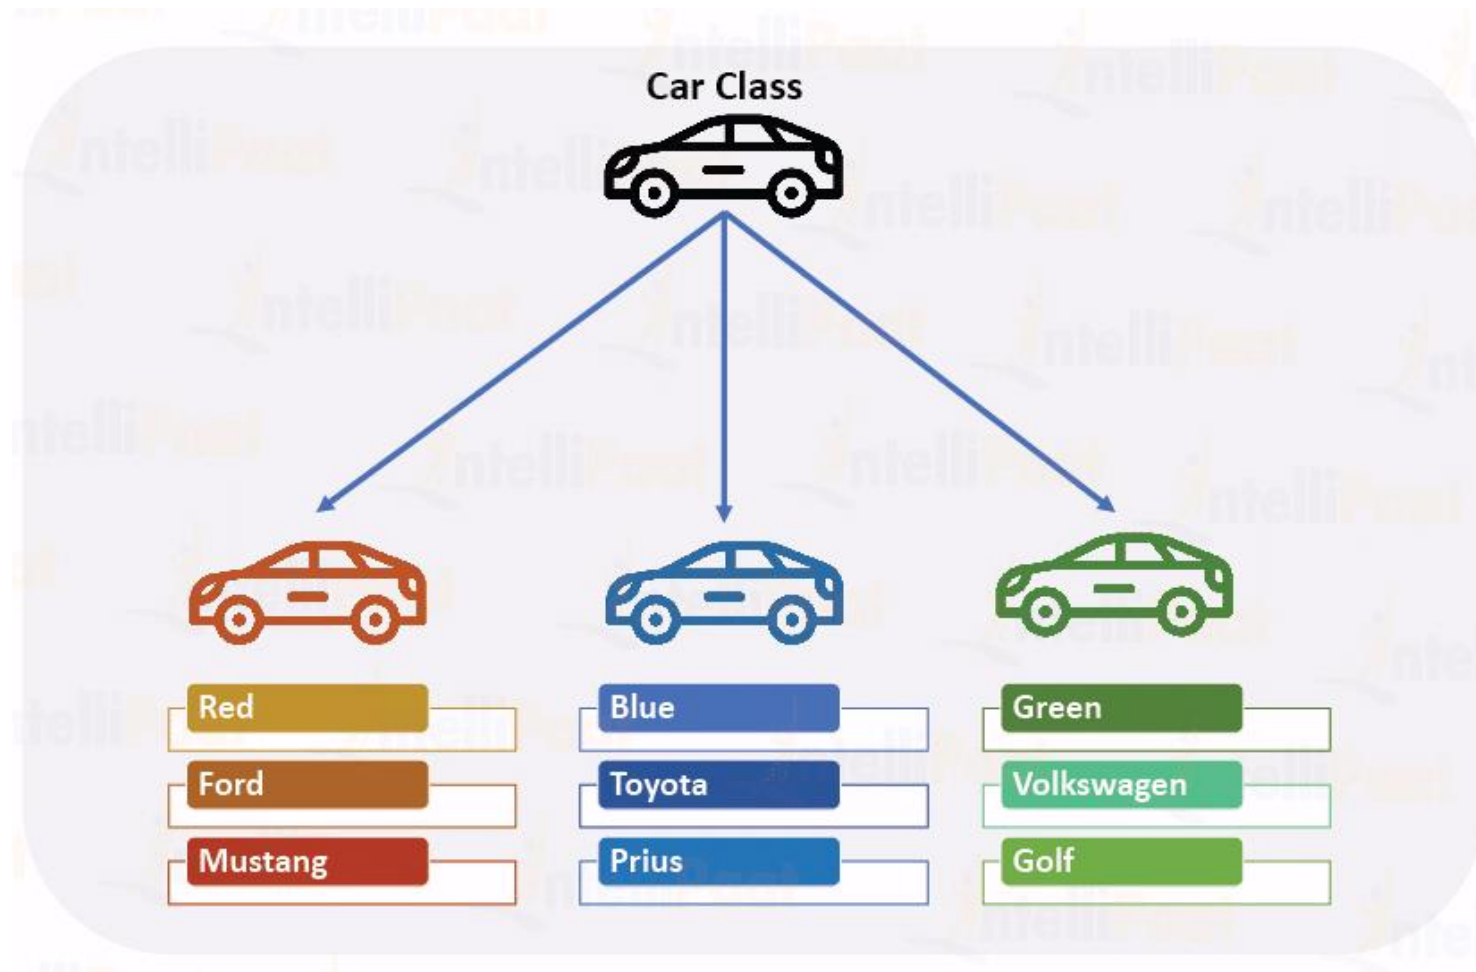 Car Class
Red
Ford
Mustang
Blue
Toyota
Prius
Green
Volkswagen
Golf